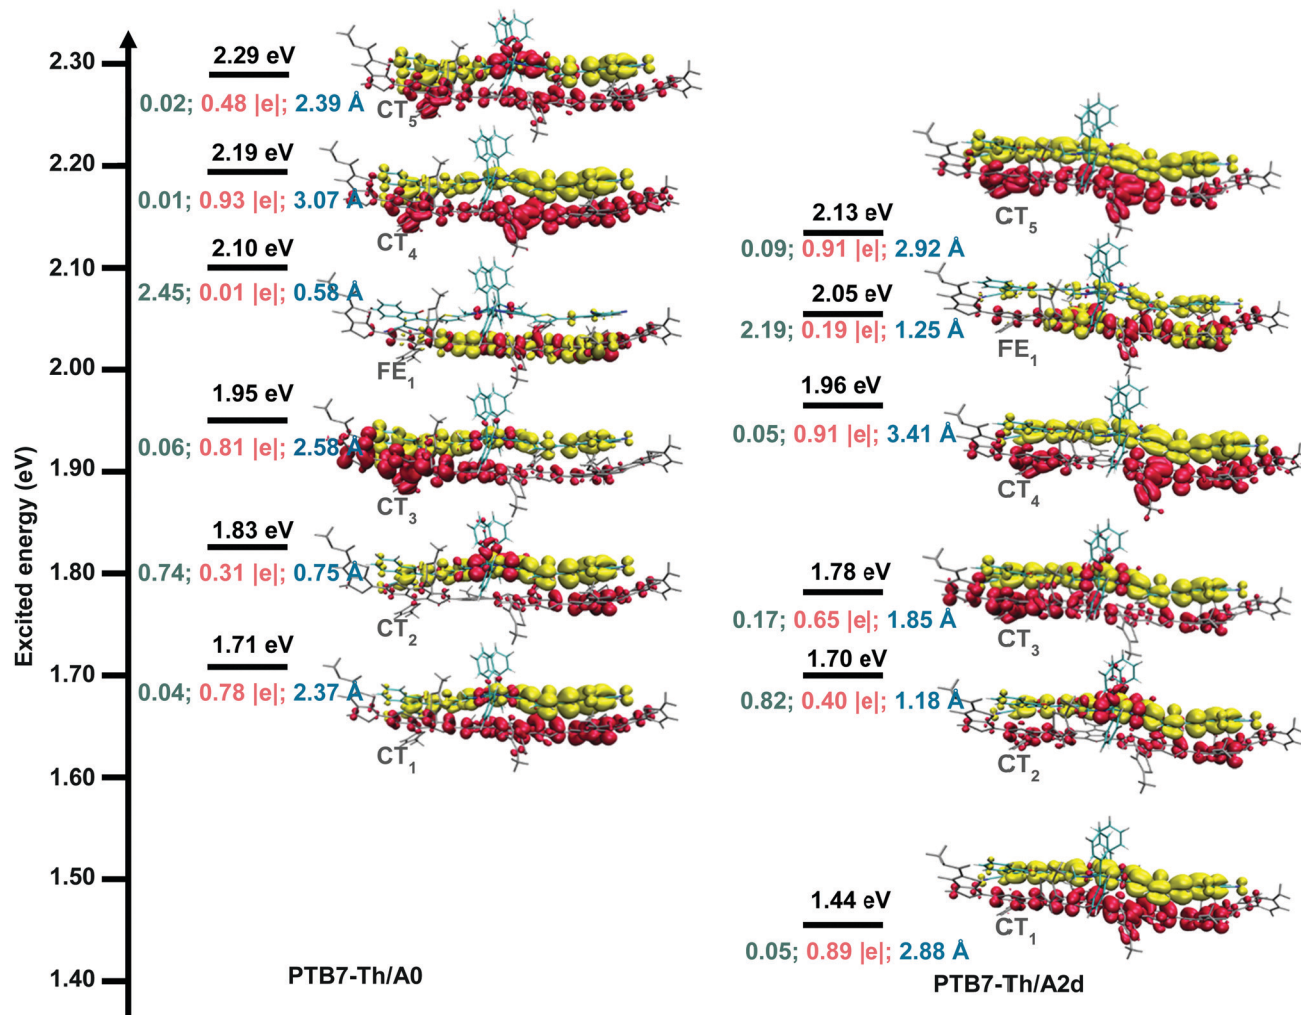 Excited energy (eV)
2.30
2.20
2.10
2.00
1.90
1.80
1.70
1.60
1.50
1.40
2.29 eV
0.02; 0.48 |e|; 2.39 Å
CT5
2.19 eV
0.01; 0.93 |e|; 3.07 Å
CT4
2.10 eV
2.45; 0.01 |e|; 0.58 Å
FE1
1.95 eV
0.06; 0.81 |e|; 2.58 Å
CT3
1.83 eV
0.74; 0.31 |e|; 0.75 Å
CT2
1.71 eV
0.04; 0.78 |e|; 2.37 Å
CT1
PTB7-Th/A0
CT5
2.13 eV
0.09; 0.91 |e|; 2.92 Å
2.05 eV
2.19; 0.19 |e|; 1.25 Å
FE1
1.96 eV
0.05; 0.91 |e|; 3.41 Å
CT4
1.78 eV
0.17; 0.65 |e|; 1.85 Å
CT3
1.70 eV
0.82; 0.40 |e|; 1.18 Å
CT2
1.44 eV
CT1
0.05; 0.89 |e|; 2.88 Å
PTB7-Th/A2d